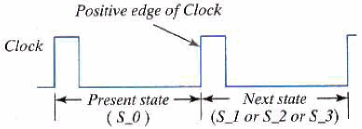 Positive edge of Clock
Clock
Present state
Next state
( S_0 )
(S_1 or S_2 or S_3)